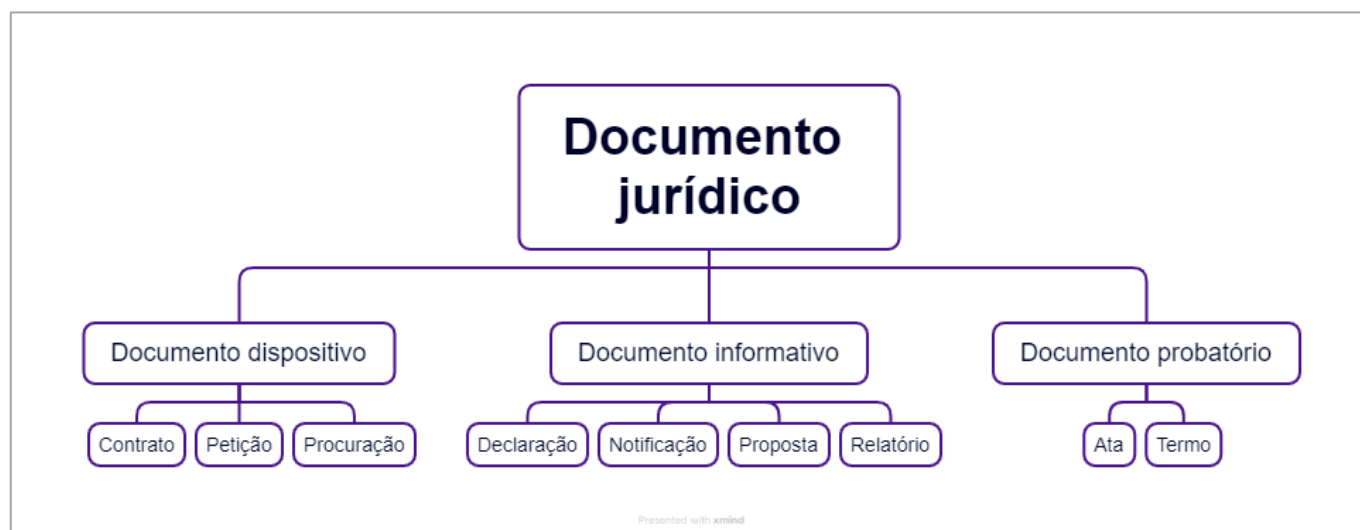 Documento
jurídico
Documento dispositivo
Documento informativo
Documento probatório
Contrato
Petição
Procuração
Declaração
Notificação
Proposta
Relatório
Ata
Termo
Presented with xmind